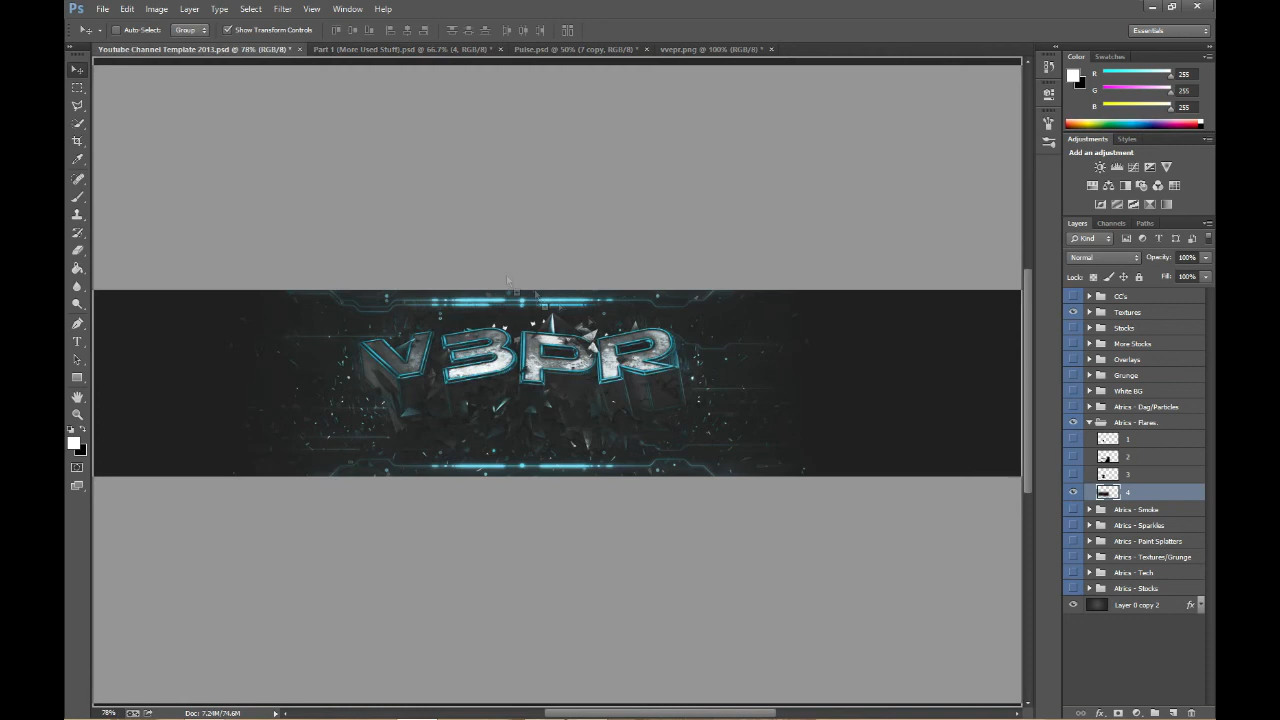 Ps File Edit Image Layer Type Select Filter View Window Help
Auto-Select: Group Show Transform Controls Essentials
Youtube Channel Template 2013.psd @ 78% (RGB/8) * × Part 1 (More Used Stuff).psd @ 66.7% (4, RGB/8) * × Pulse.psd @ 50% (7 copy, RGB/8) * × vvepr.png @ 100% (RGB/8) * ×
Color Swatches
R 255
G 255
B 255
Adjustments Styles
Add an adjustment
Layers Channels Paths
Kind
Normal Opacity: 100%
Lock: Fill: 100%
CC's
Textures
Stocks
More Stocks
Overlays
Grunge
White BG
Atrics - Dag/Particles
Atrics - Flares.
1
2
3
4
Atrics - Smoke
Atrics - Sparkles
Atrics - Paint Splatters
Atrics - Textures/Grunge
Atrics - Tech
Atrics - Stocks
Layer 0 copy 2 fx
V3PR
78% Doc: 7.24M/74.6M